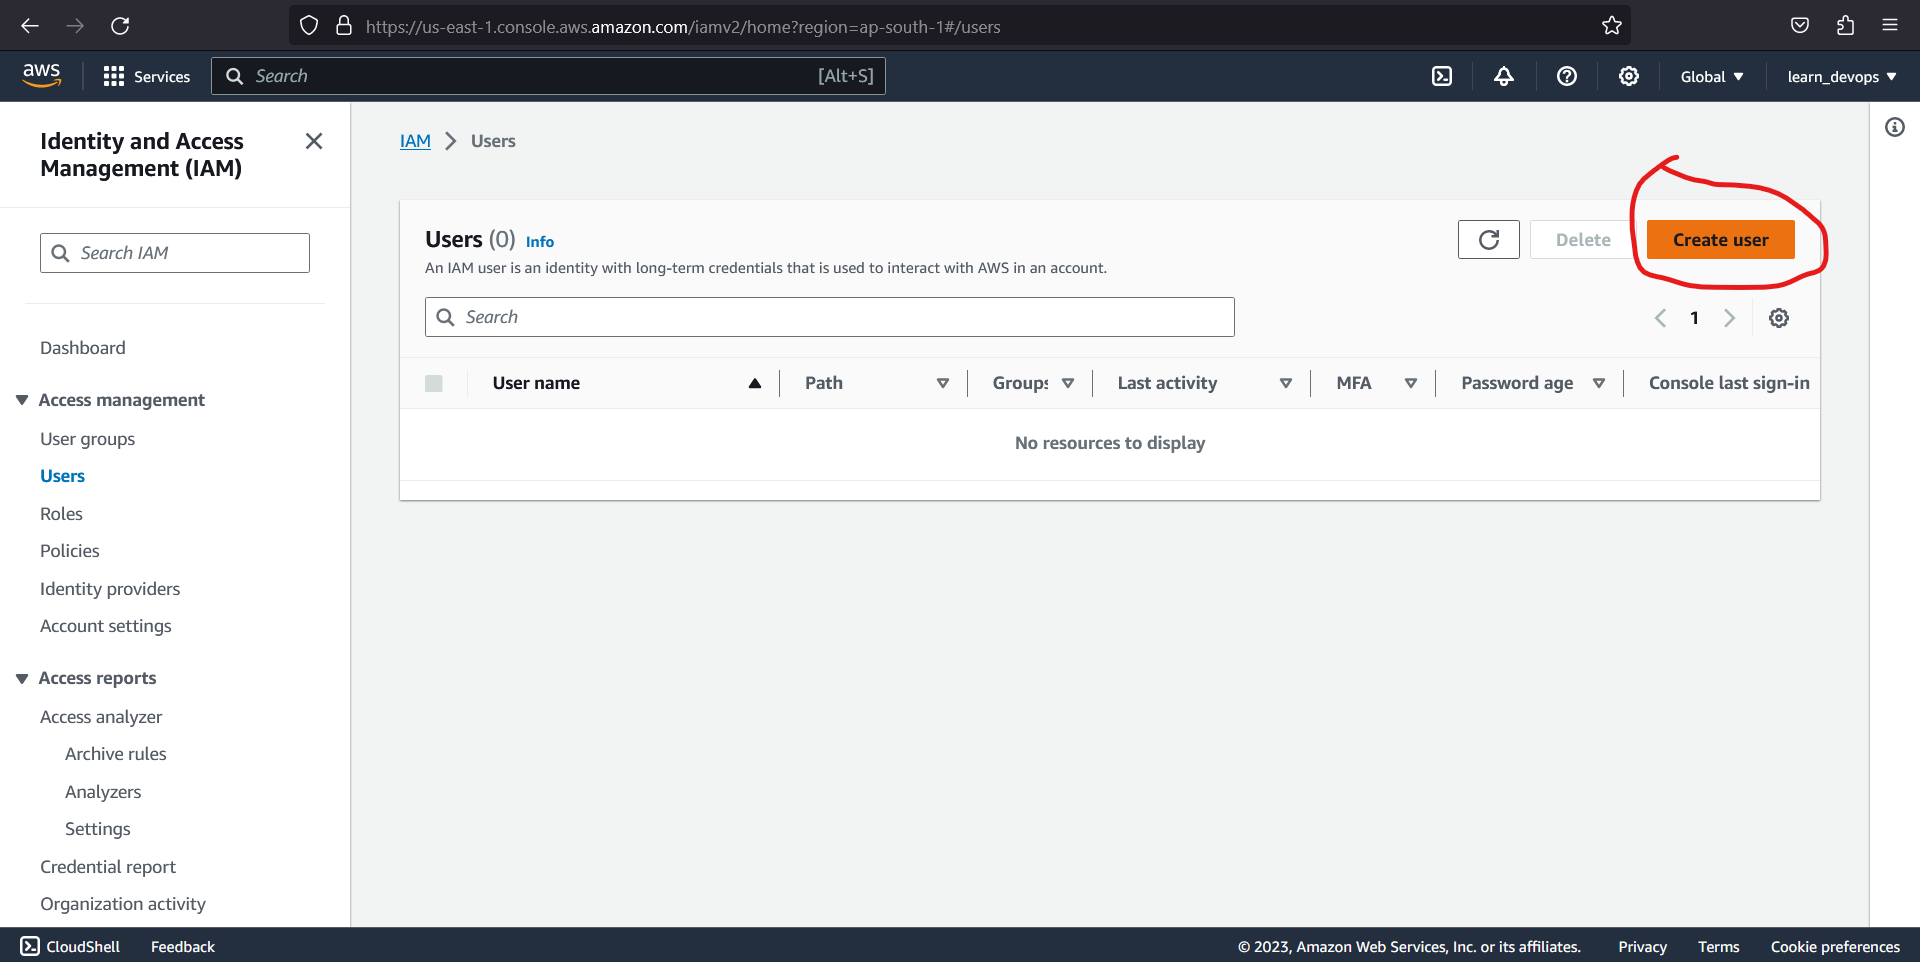 https://us-east-1.console.aws.amazon.com/iamv2/home?region=ap-south-1#/users
aws
Services
Search
[Alt+S]
Global
learn_devops
Identity and Access
Management (IAM)
Search IAM
Dashboard
Access management
User groups
Users
Roles
Policies
Identity providers
Account settings
Access reports
Access analyzer
Archive rules
Analyzers
Settings
Credential report
Organization activity
IAM > Users
Users (0) Info
An IAM user is an identity with long-term credentials that is used to interact with AWS in an account.
Delete
Create user
Search
1
User name
Path
Groups
Last activity
MFA
Password age
Console last sign-in
No resources to display
CloudShell
Feedback
© 2023, Amazon Web Services, Inc. or its affiliates.
Privacy
Terms
Cookie preferences